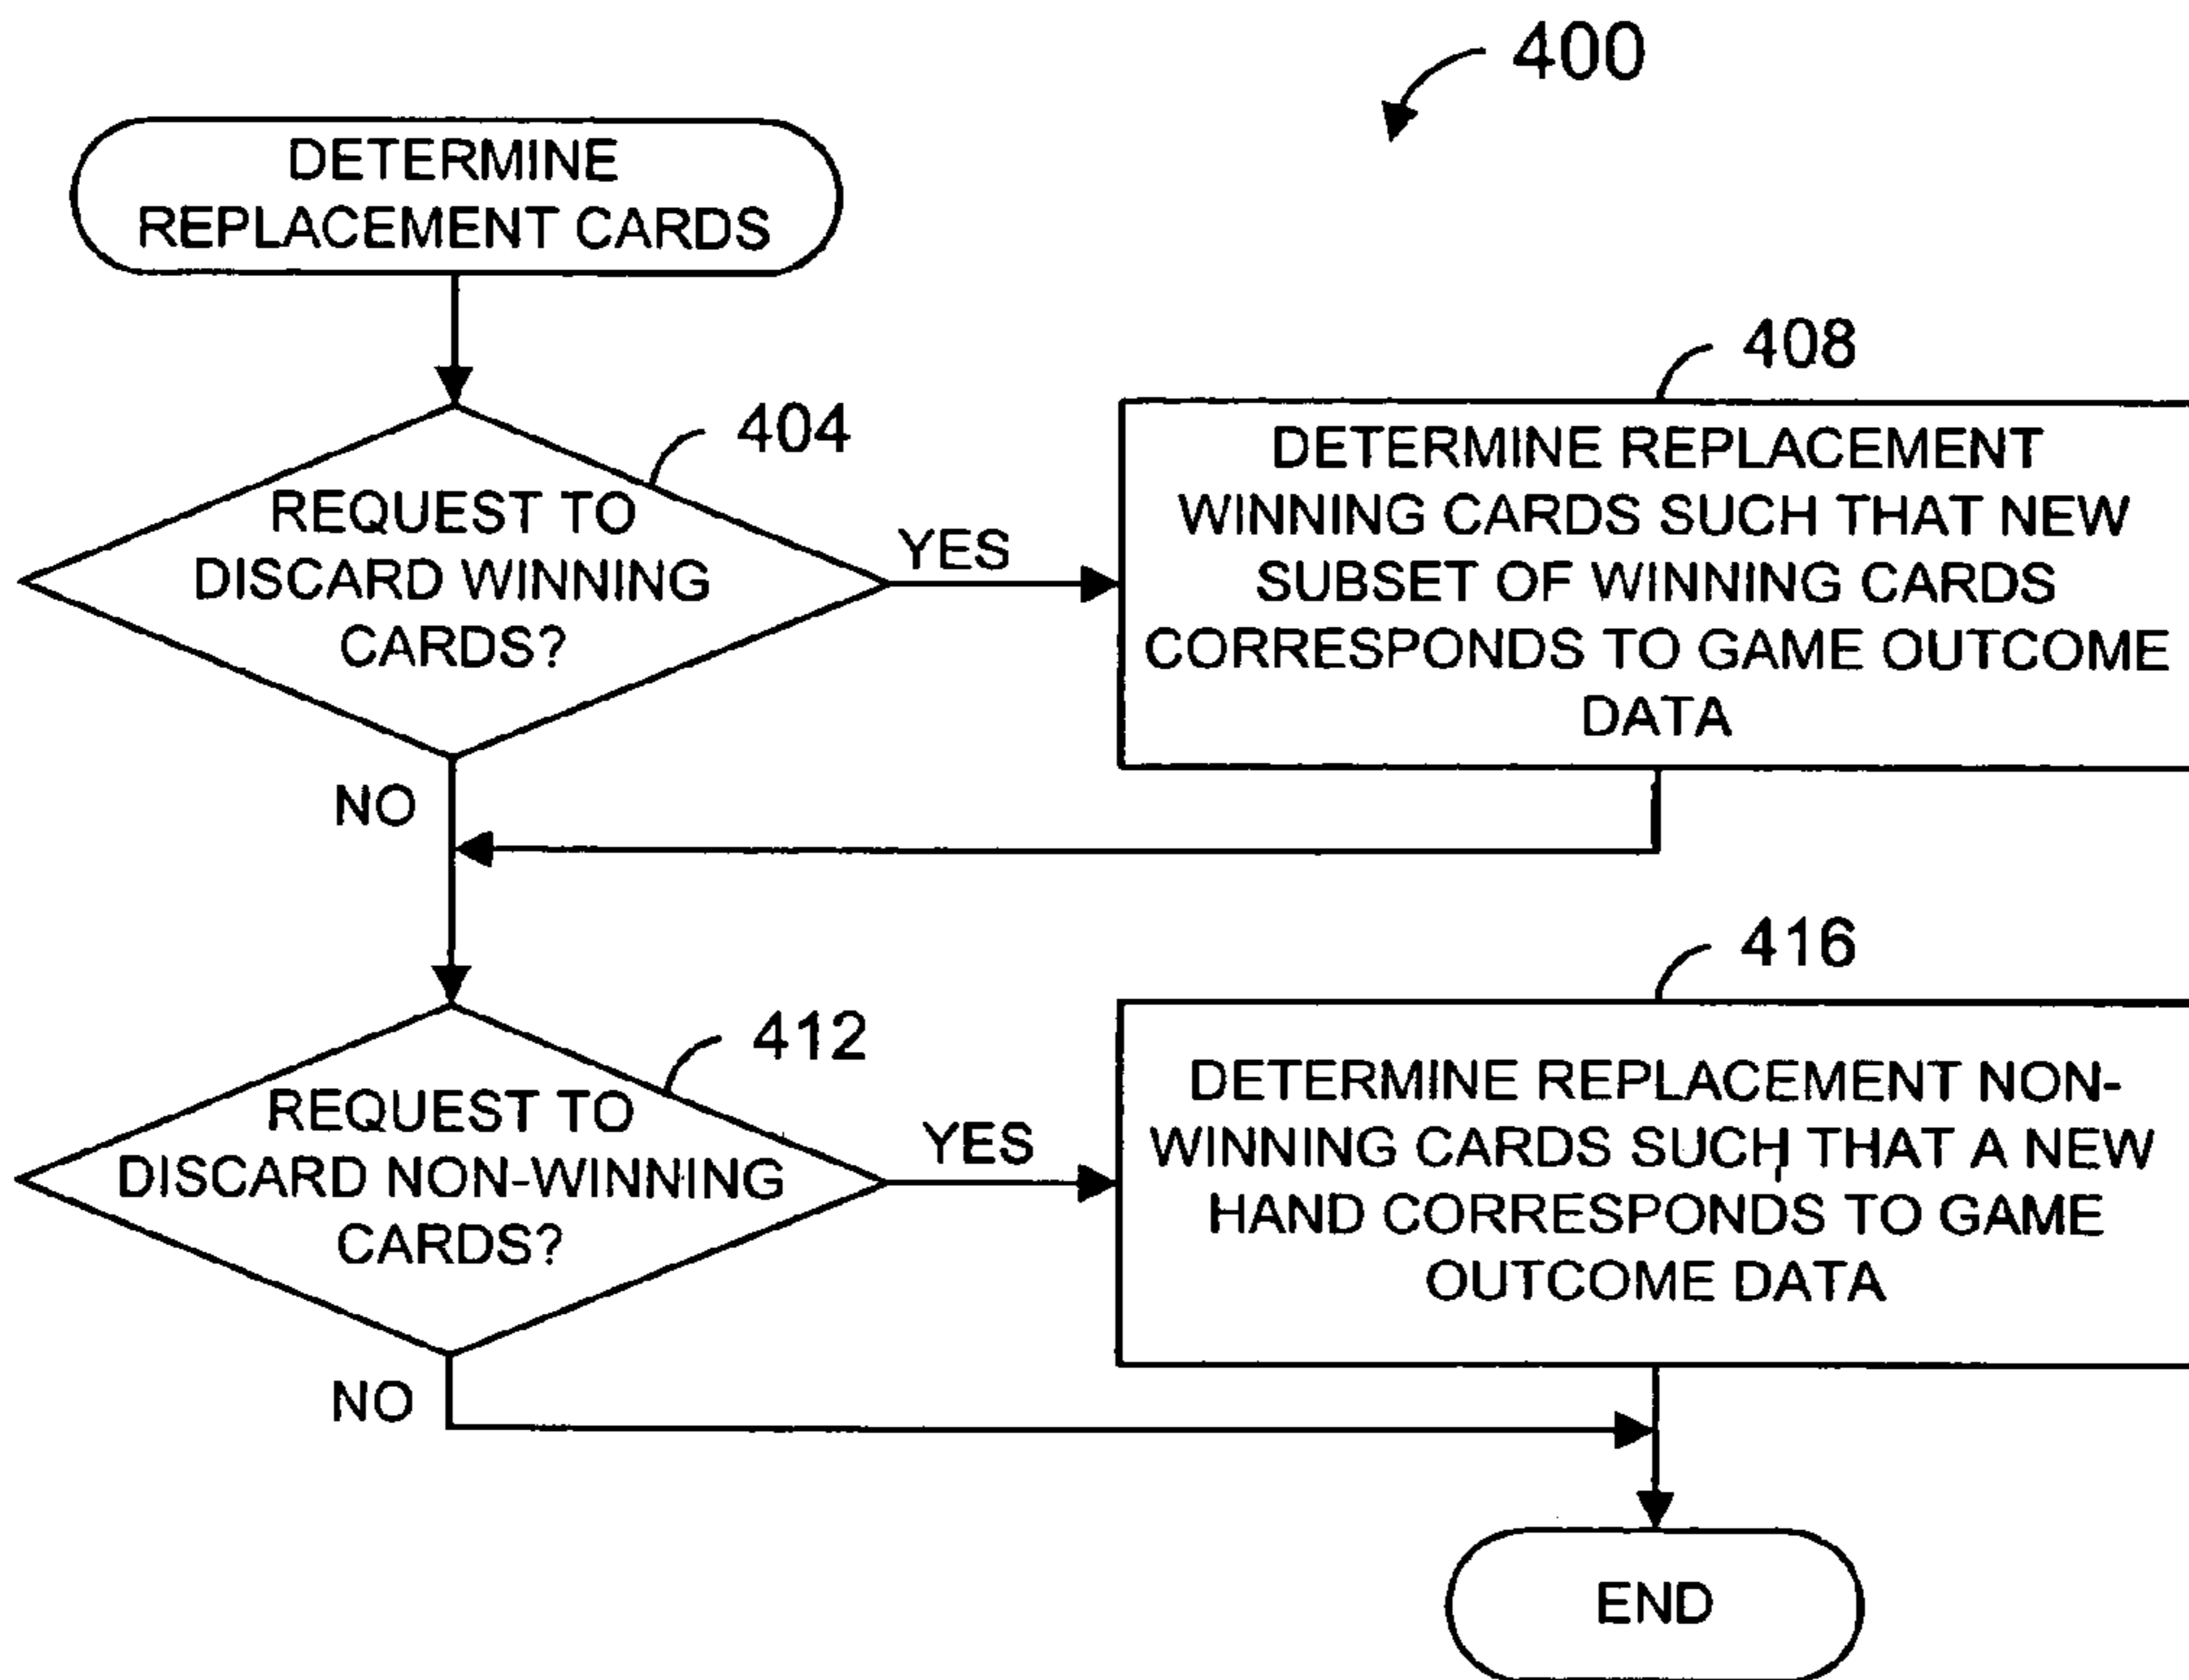 400
DETERMINE
REPLACEMENT CARDS
404
REQUEST TO
DISCARD WINNING
CARDS?
YES
NO
408
DETERMINE REPLACEMENT
WINNING CARDS SUCH THAT NEW
SUBSET OF WINNING CARDS
CORRESPONDS TO GAME OUTCOME
DATA
412
REQUEST TO
DISCARD NON-WINNING
CARDS?
YES
NO
416
DETERMINE REPLACEMENT NON-
WINNING CARDS SUCH THAT A NEW
HAND CORRESPONDS TO GAME
OUTCOME DATA
END